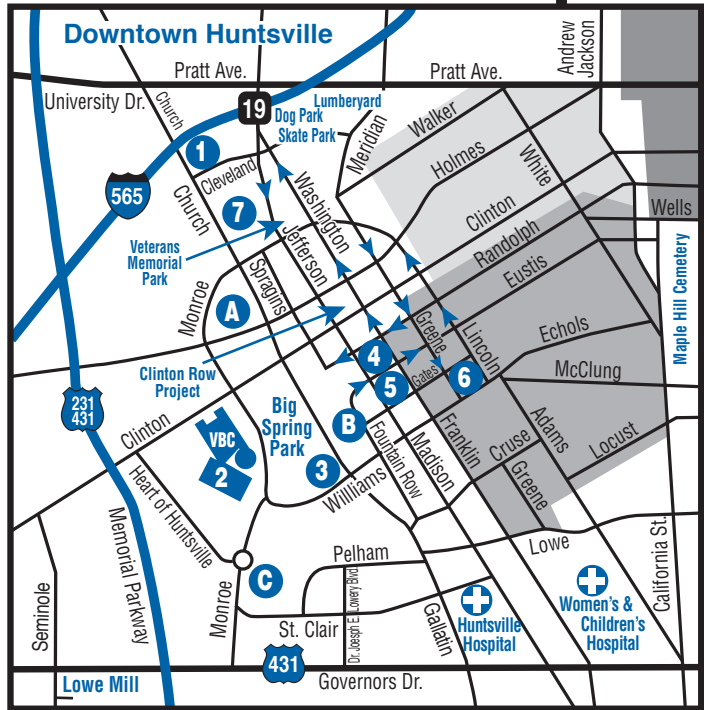 Downtown Huntsville
Andrew
Jackson
Pratt Ave.
Pratt Ave.
University Dr.
Church
19
Lumberyard
Dog Park
Skate Park
Meridian
Walker
Holmes
White
1
Cleveland
565
Church
Washington
Clinton
Randolph
Wells
7
Jefferson
Veterans
Memorial
Park
Spragins
Eustis
Maple Hill Cemetery
Monroe
A
Greene
Lincoln
Echols
4
Clinton Row
Project
5
Gates
6
McClung
231
431
Clinton
Big
Spring
Park
VBC
2
B
3
Fountain Row
Madison
Franklin
Adams
Cruse
Greene
Locust
Willliams
Heart of Huntsville
Memorial Parkway
Lowe
California St.
Pelham
C
Seminole
Monroe
St. Clair
Dr. Joesph E. Lowery Blvd.
Gallatin
Huntsville
Hospital
Women's &
Children's
Hospital
431
Lowe Mill
Governors Dr.